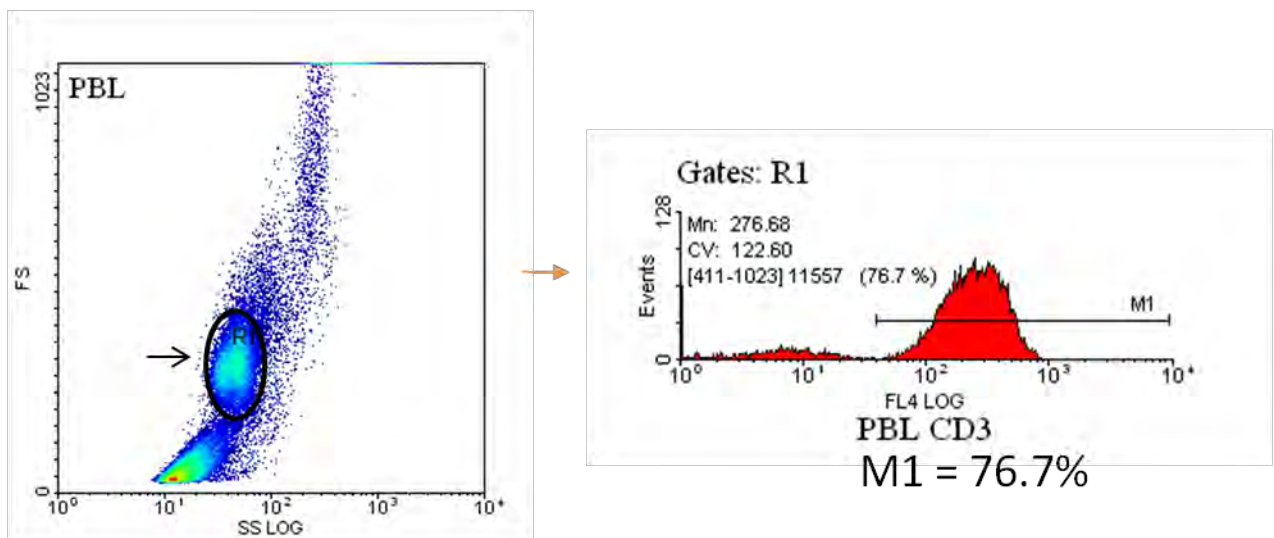 PBL
1023
FS
0
R1
10⁰ 10¹ 10² 10³ 10⁴
SS LOG
Gates: R1
128
Events
0
Mn: 276.68
CV: 122.60
[411-1023] 11557 (76.7 %)
M1
10⁰ 10¹ 10² 10³ 10⁴
FL4 LOG
PBL CD3
M1 = 76.7%